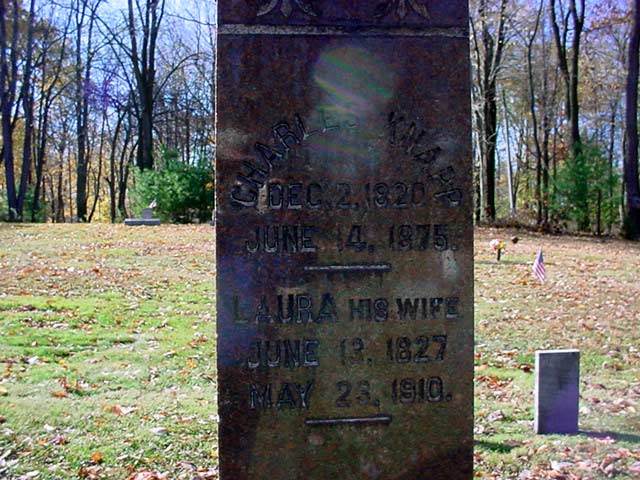 CHARLES KNAPP
DEC. 2, 1820
JUNE 14, 1875.
LAURA HIS WIFE
JUNE 13, 1827
MAY 23, 1910.